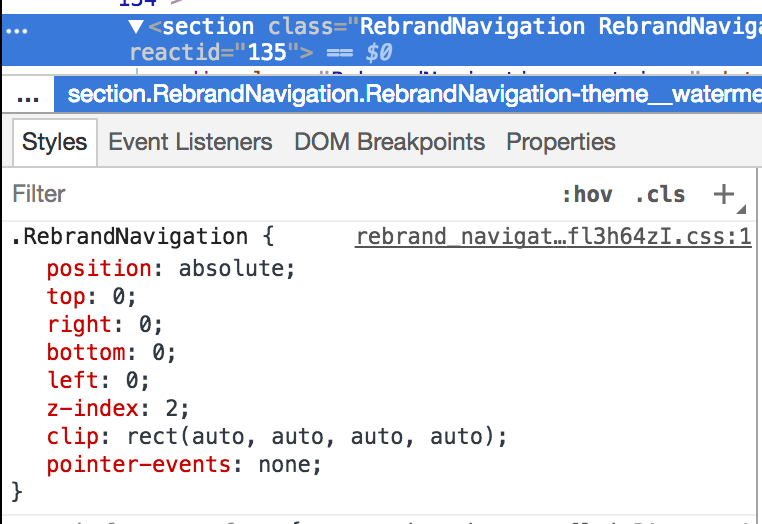 134 >
… ▼<section class="RebrandNavigation RebrandNaviga
reactid="135"> == $0
… section.RebrandNavigation.RebrandNavigation-theme__waterme
Styles Event Listeners DOM Breakpoints Properties
Filter :hov .cls +
.RebrandNavigation { rebrand_navigat…fl3h64zI.css:1
position: absolute;
top: 0;
right: 0;
bottom: 0;
left: 0;
z-index: 2;
clip: rect(auto, auto, auto, auto);
pointer-events: none;
}